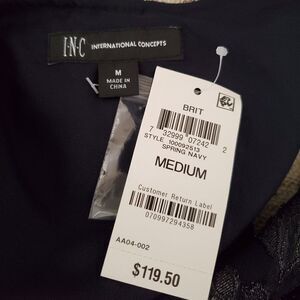 I·N·C INTERNATIONAL CONCEPTS
M
MADE IN
CHINA
BRIT
7 32999 07242 2
STYLE 100092513
SPRING NAVY
MEDIUM
Customer Return Label
070997294358
AA04-002
$119.50